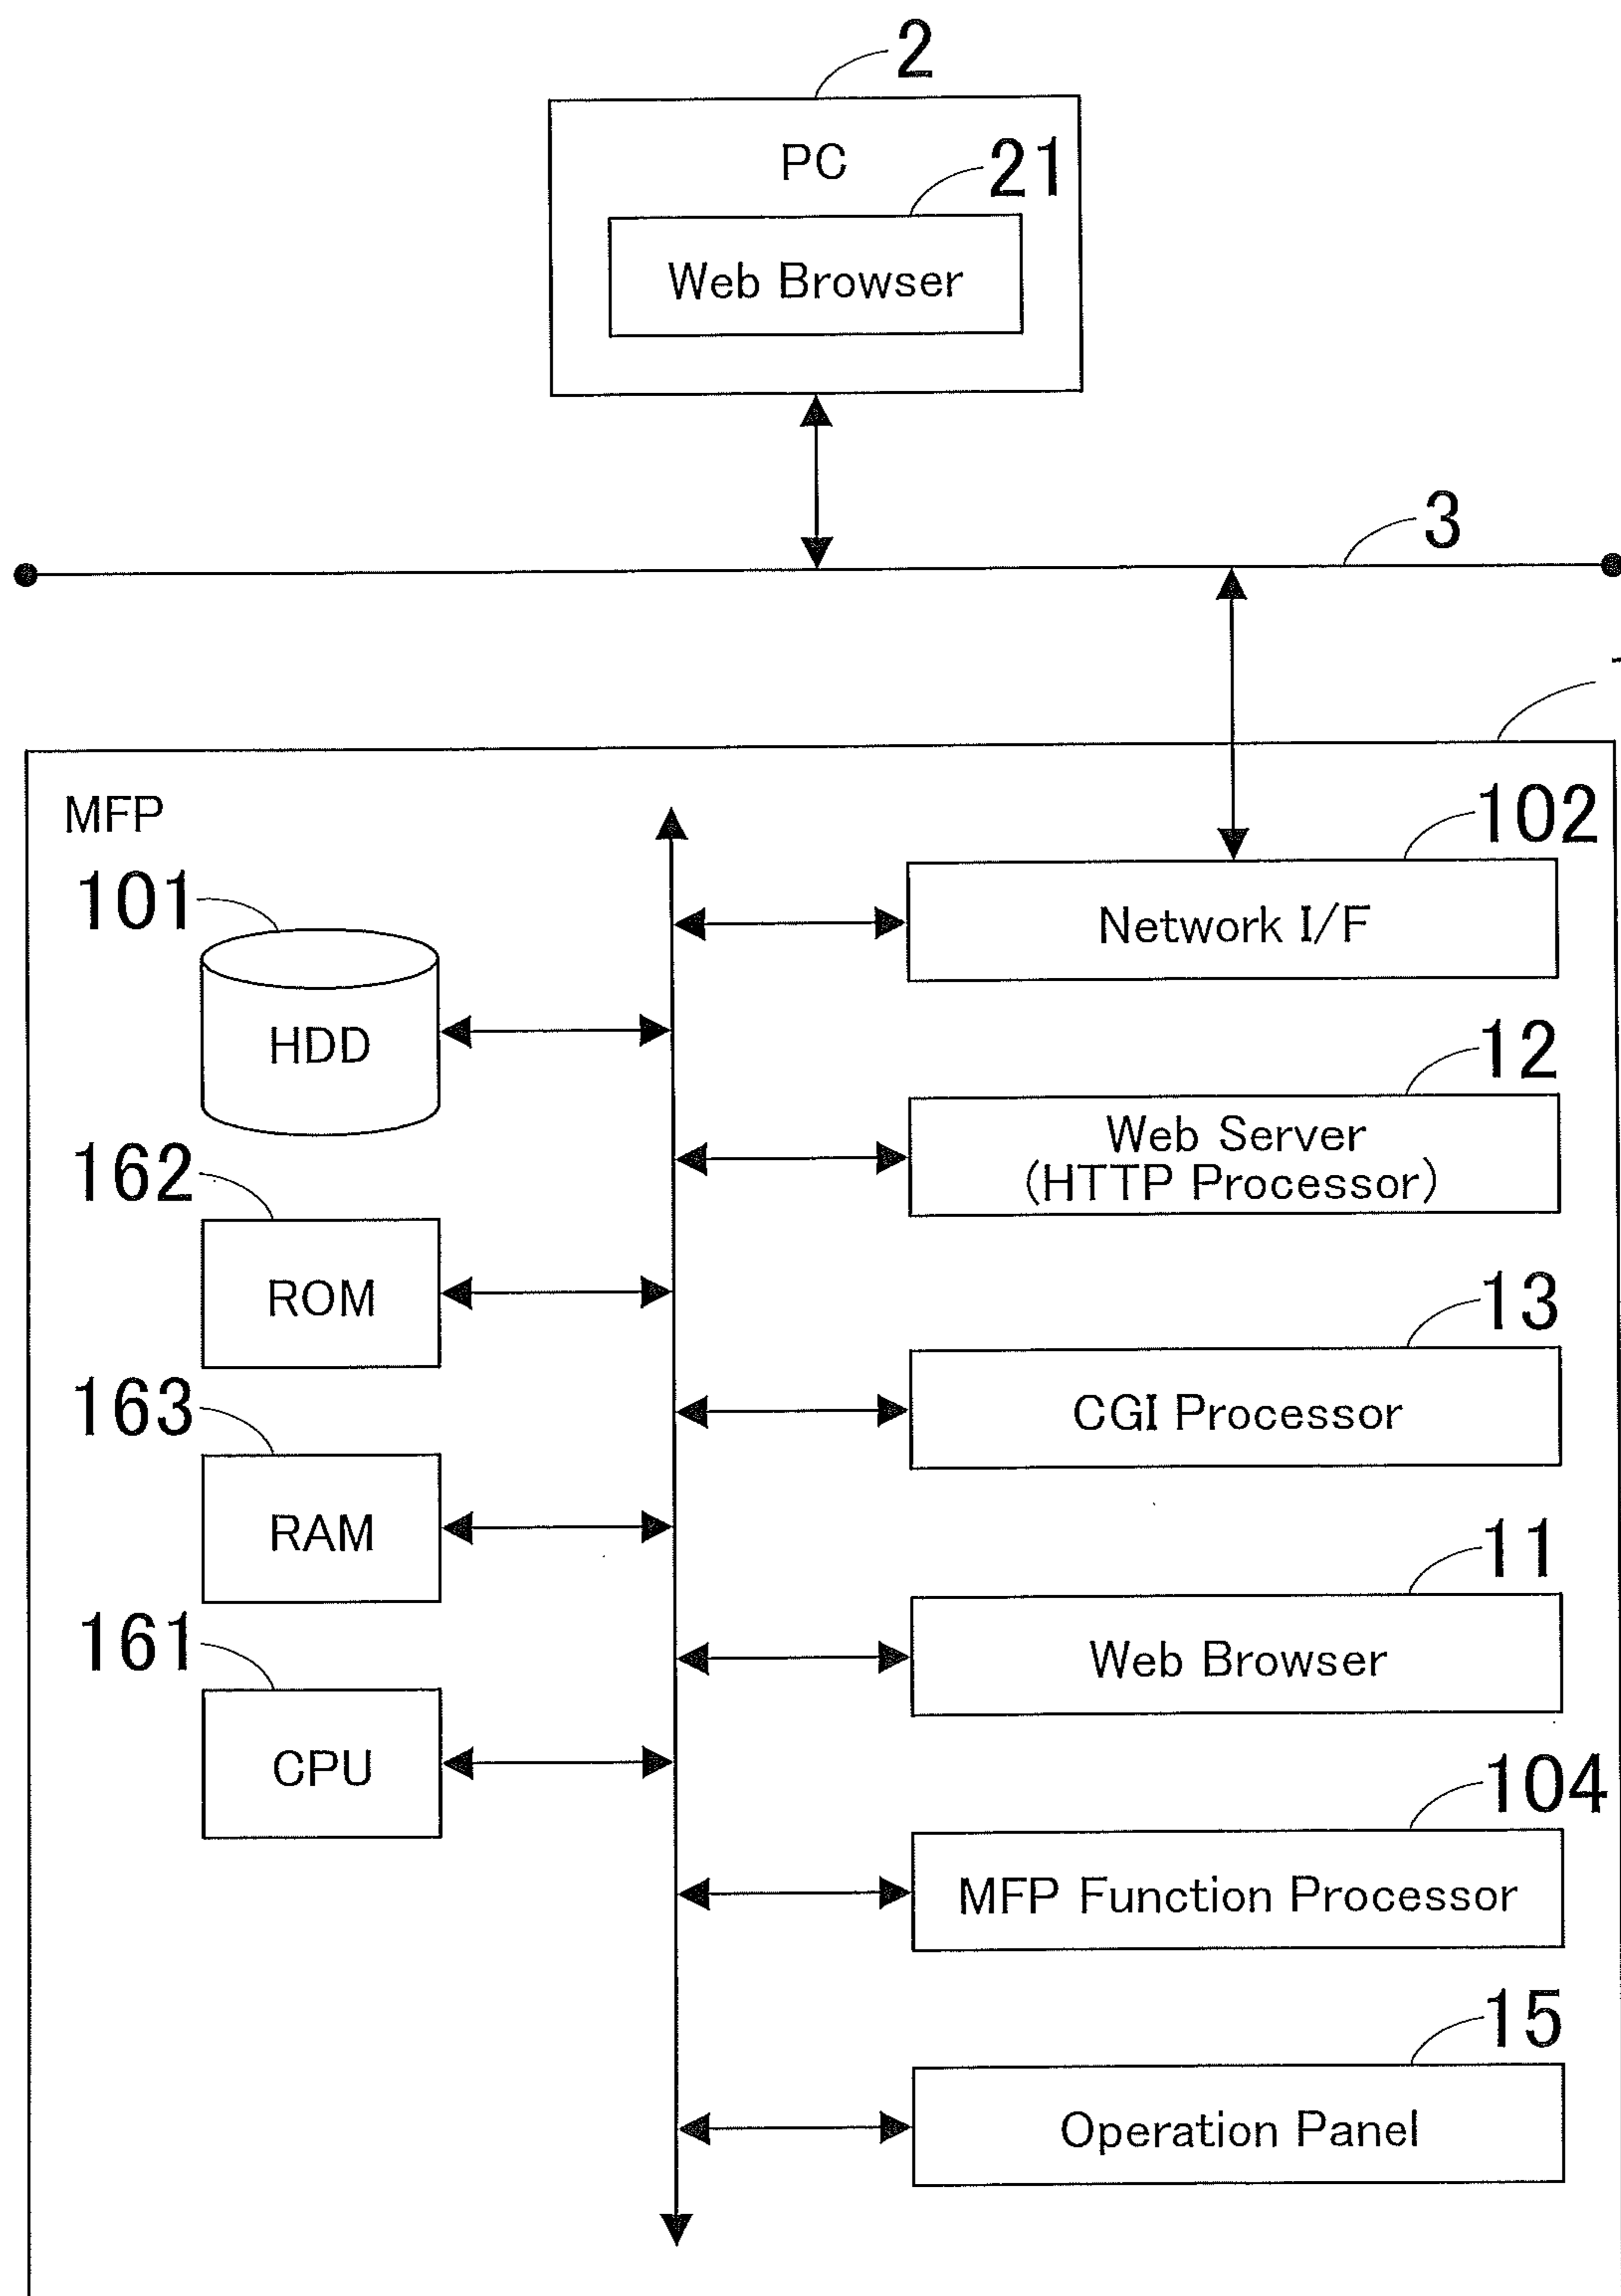 2
PC
21
Web Browser
3
MFP
102
101
Network I/F
HDD
12
Web Server
(HTTP Processor)
162
ROM
13
CGI Processor
163
RAM
11
Web Browser
161
CPU
104
MFP Function Processor
15
Operation Panel